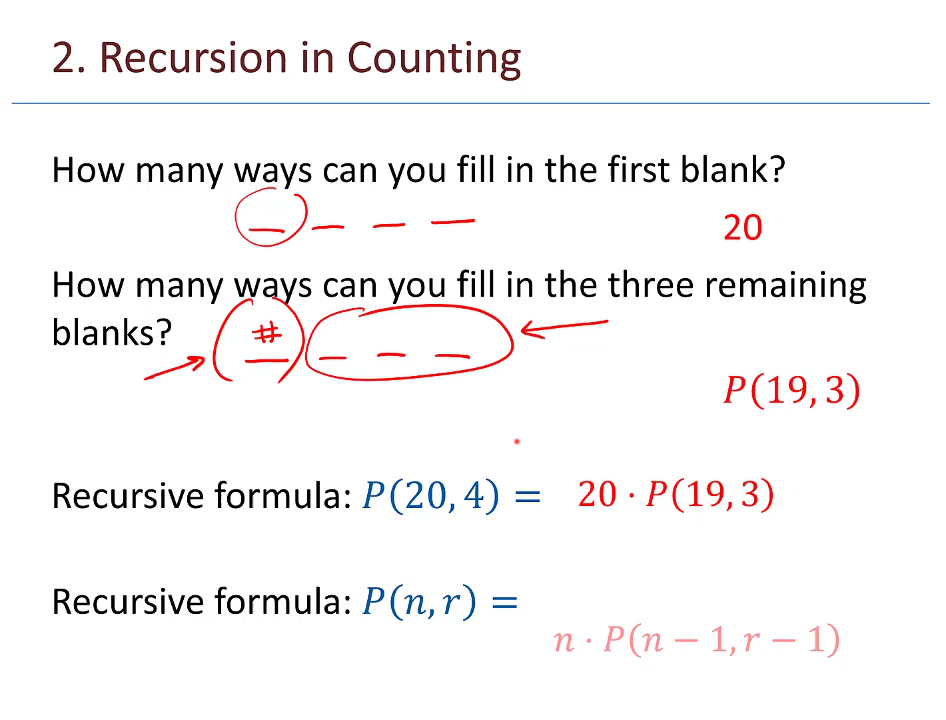 2. Recursion in Counting
How many ways can you fill in the first blank?
_ _ _ _
20
How many ways can you fill in the three remaining
blanks?
#
_ _ _ _
P(19, 3)
Recursive formula: P(20, 4) = 20 · P(19, 3)
Recursive formula: P(n, r) =
n · P(n − 1, r − 1)